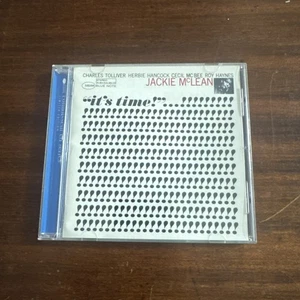 CHARLES TOLLIVER HERBIE HANCOCK CECIL McBEE ROY HAYNES
JACKIE McLEAN
"it's time!"